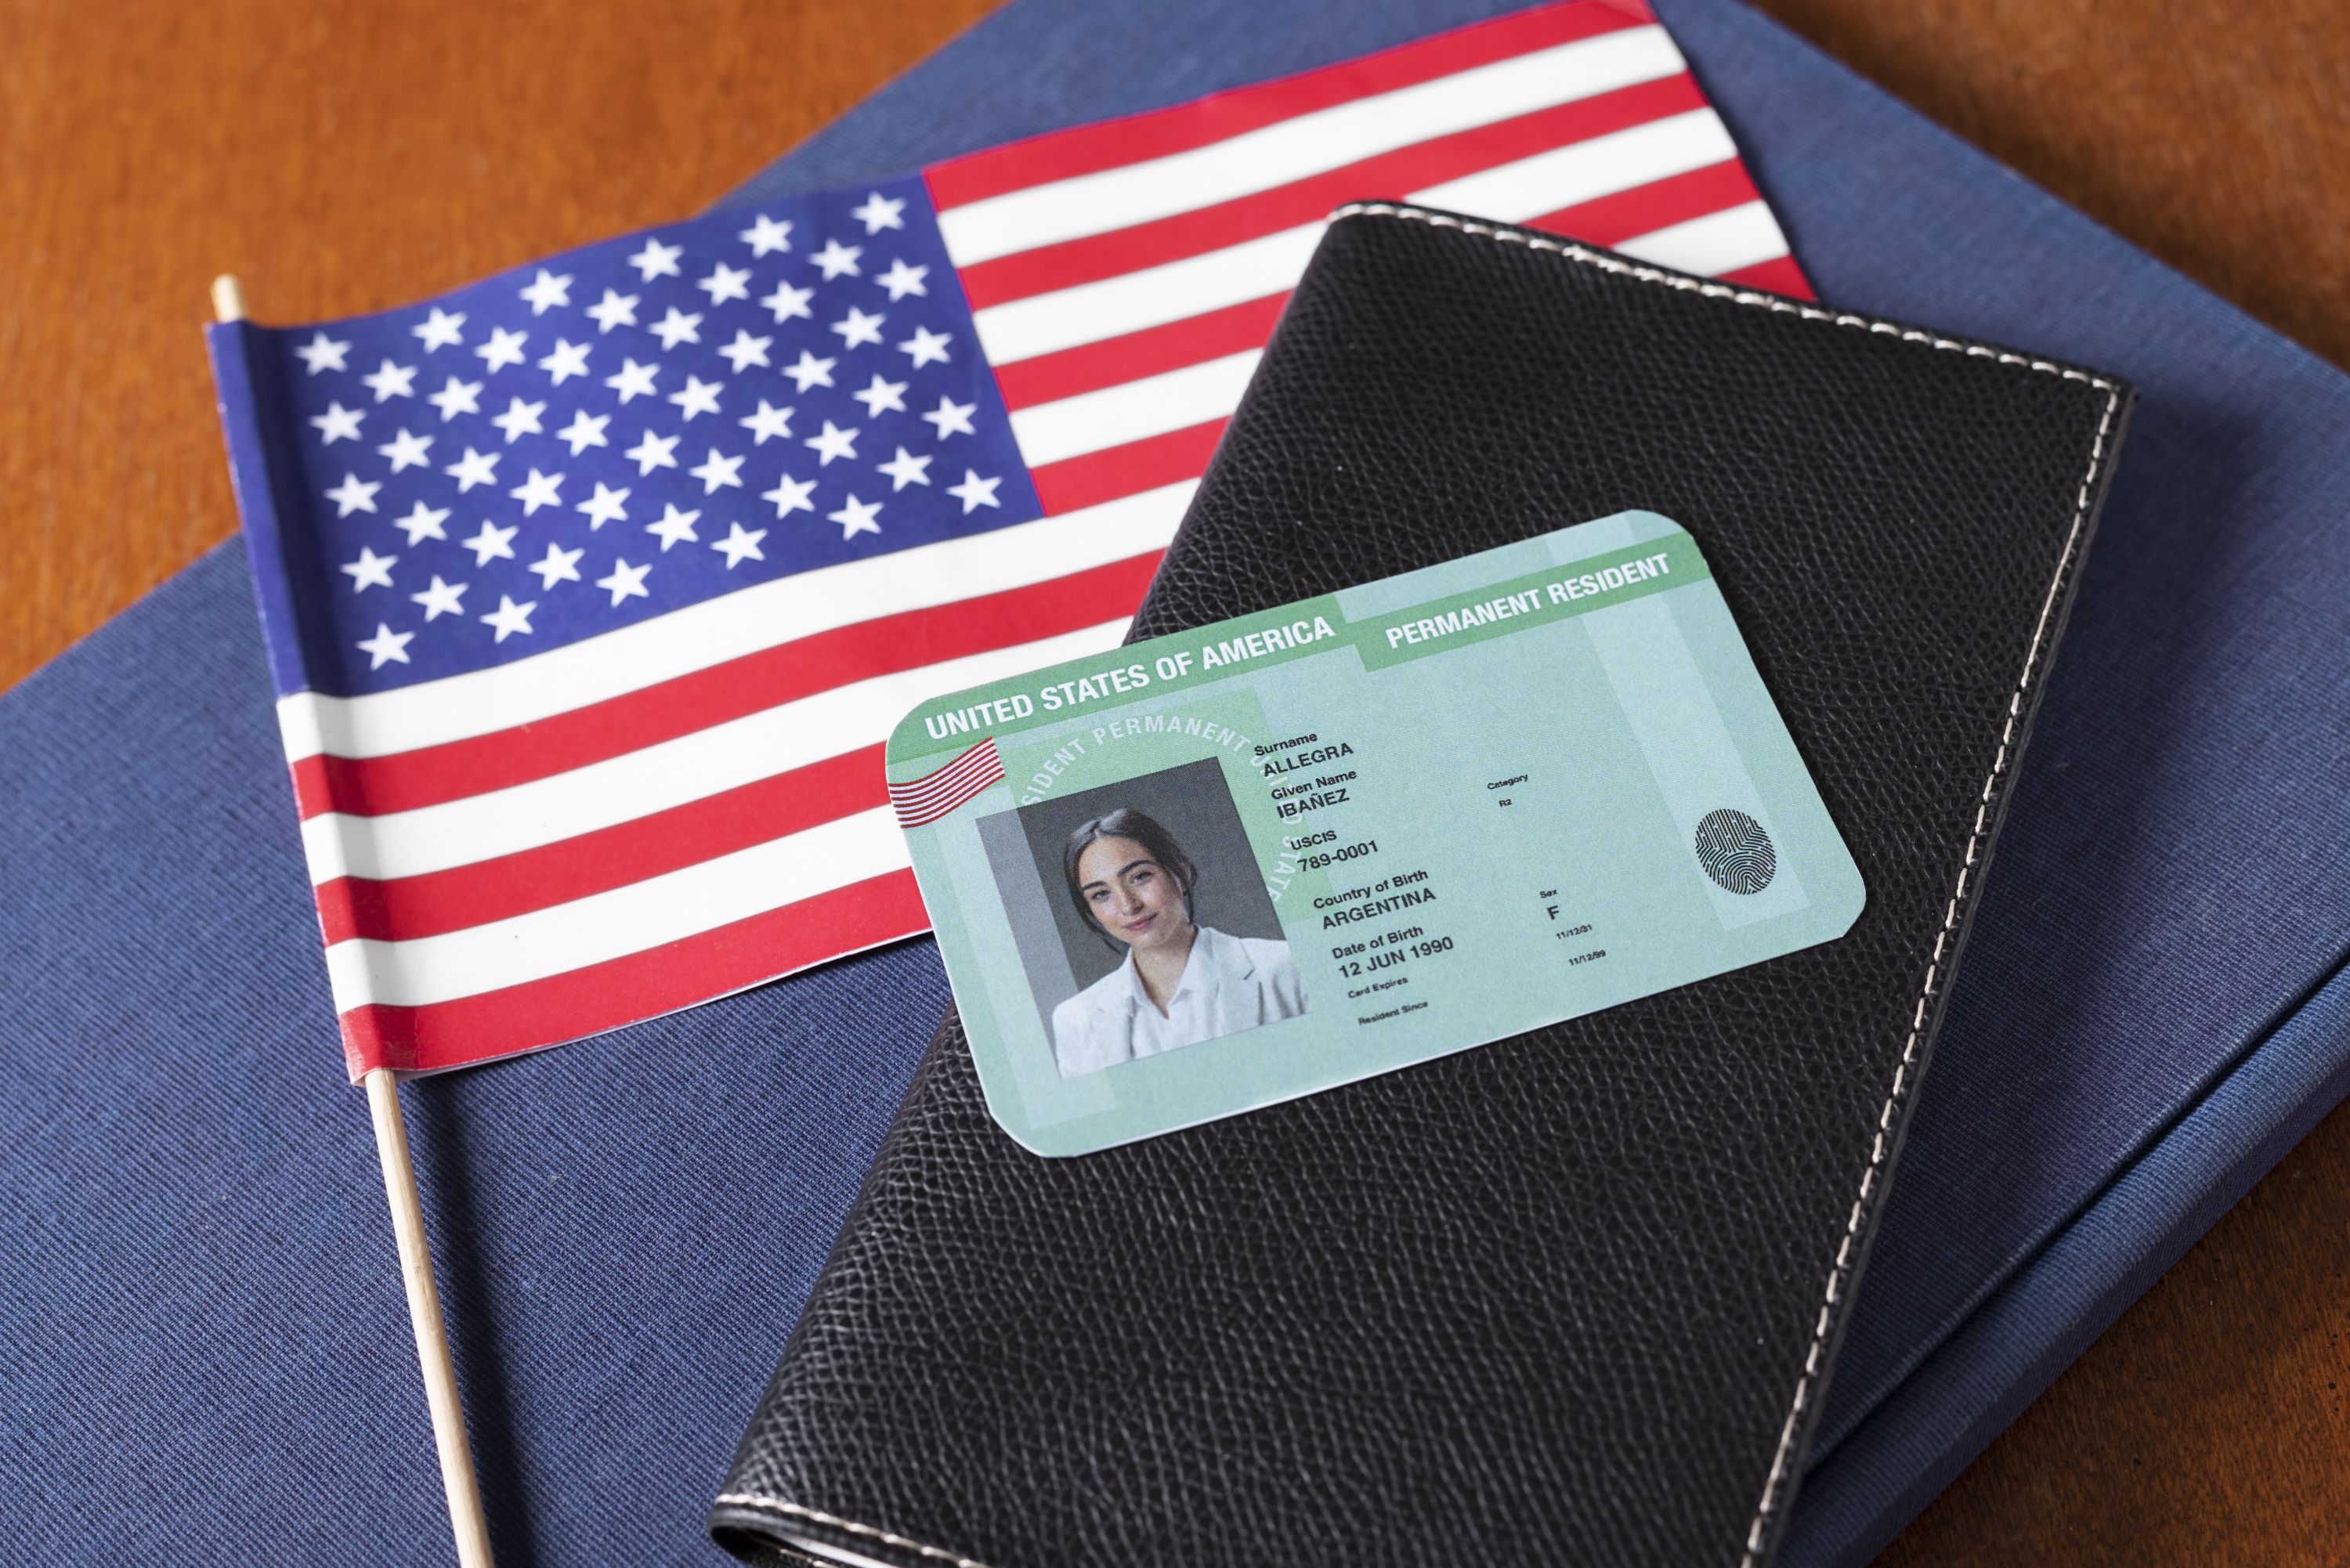 UNITED STATES OF AMERICA
PERMANENT RESIDENT
SIDENT PERMANENT UNITED STATE
Surname
ALLEGRA
Given Name
IBAÑEZ
USCIS
789-0001
Category
R2
Country of Birth
ARGENTINA
Sex
F
Date of Birth
12 JUN 1990
Card Expires
11/12/31
Resident Since
11/12/99